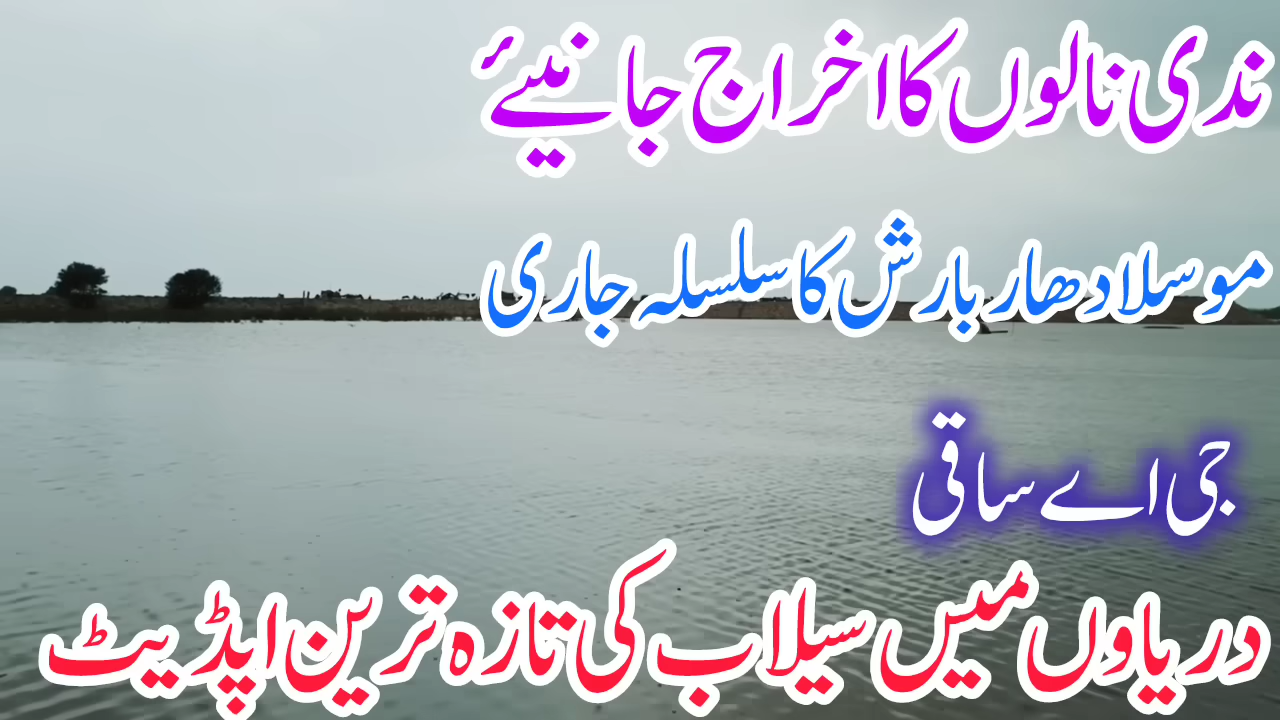 ندی نالوں کا اخراج جانیئے
موسلادھار بارش کا سلسلہ جاری
جی اے ساقی
دریاوں میں سیلاب کی تازہ ترین اپڈیٹ